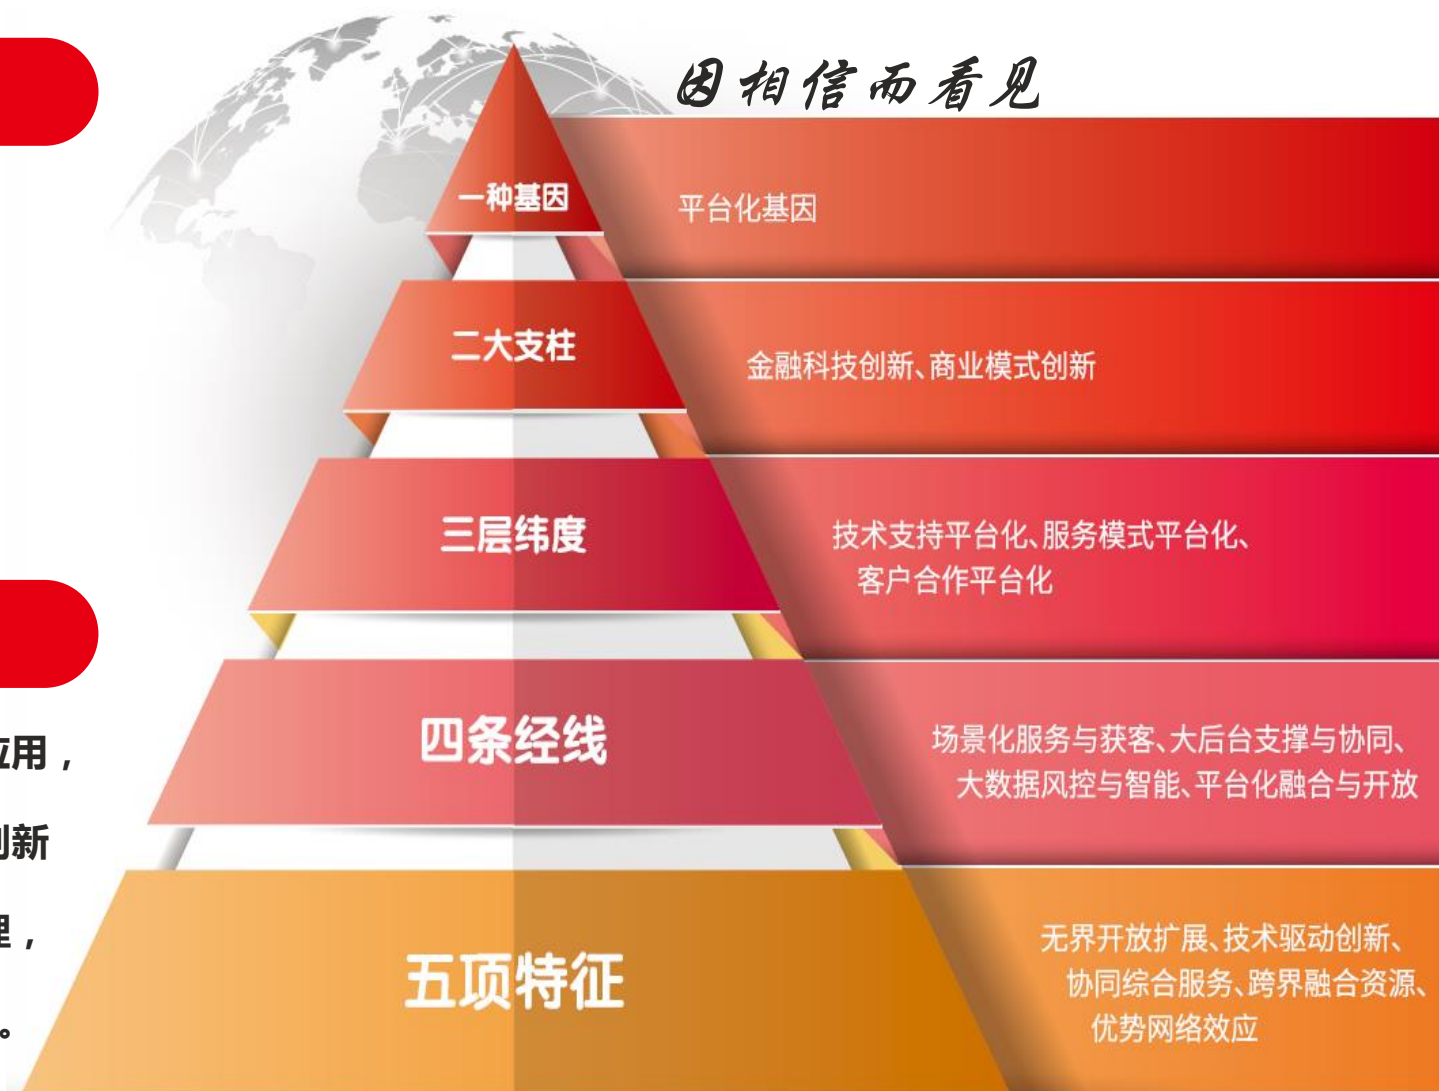 因相信而看见
一种基因
平台化基因
二大支柱
金融科技创新、商业模式创新
三层纬度
技术支持平台化、服务模式平台化、
客户合作平台化
四条经线
场景化服务与获客、大后台支撑与协同、
大数据风控与智能、平台化融合与开放
五项特征
无界开放扩展、技术驱动创新、
协同综合服务、跨界融合资源、
优势网络效应
用，
新
，
。